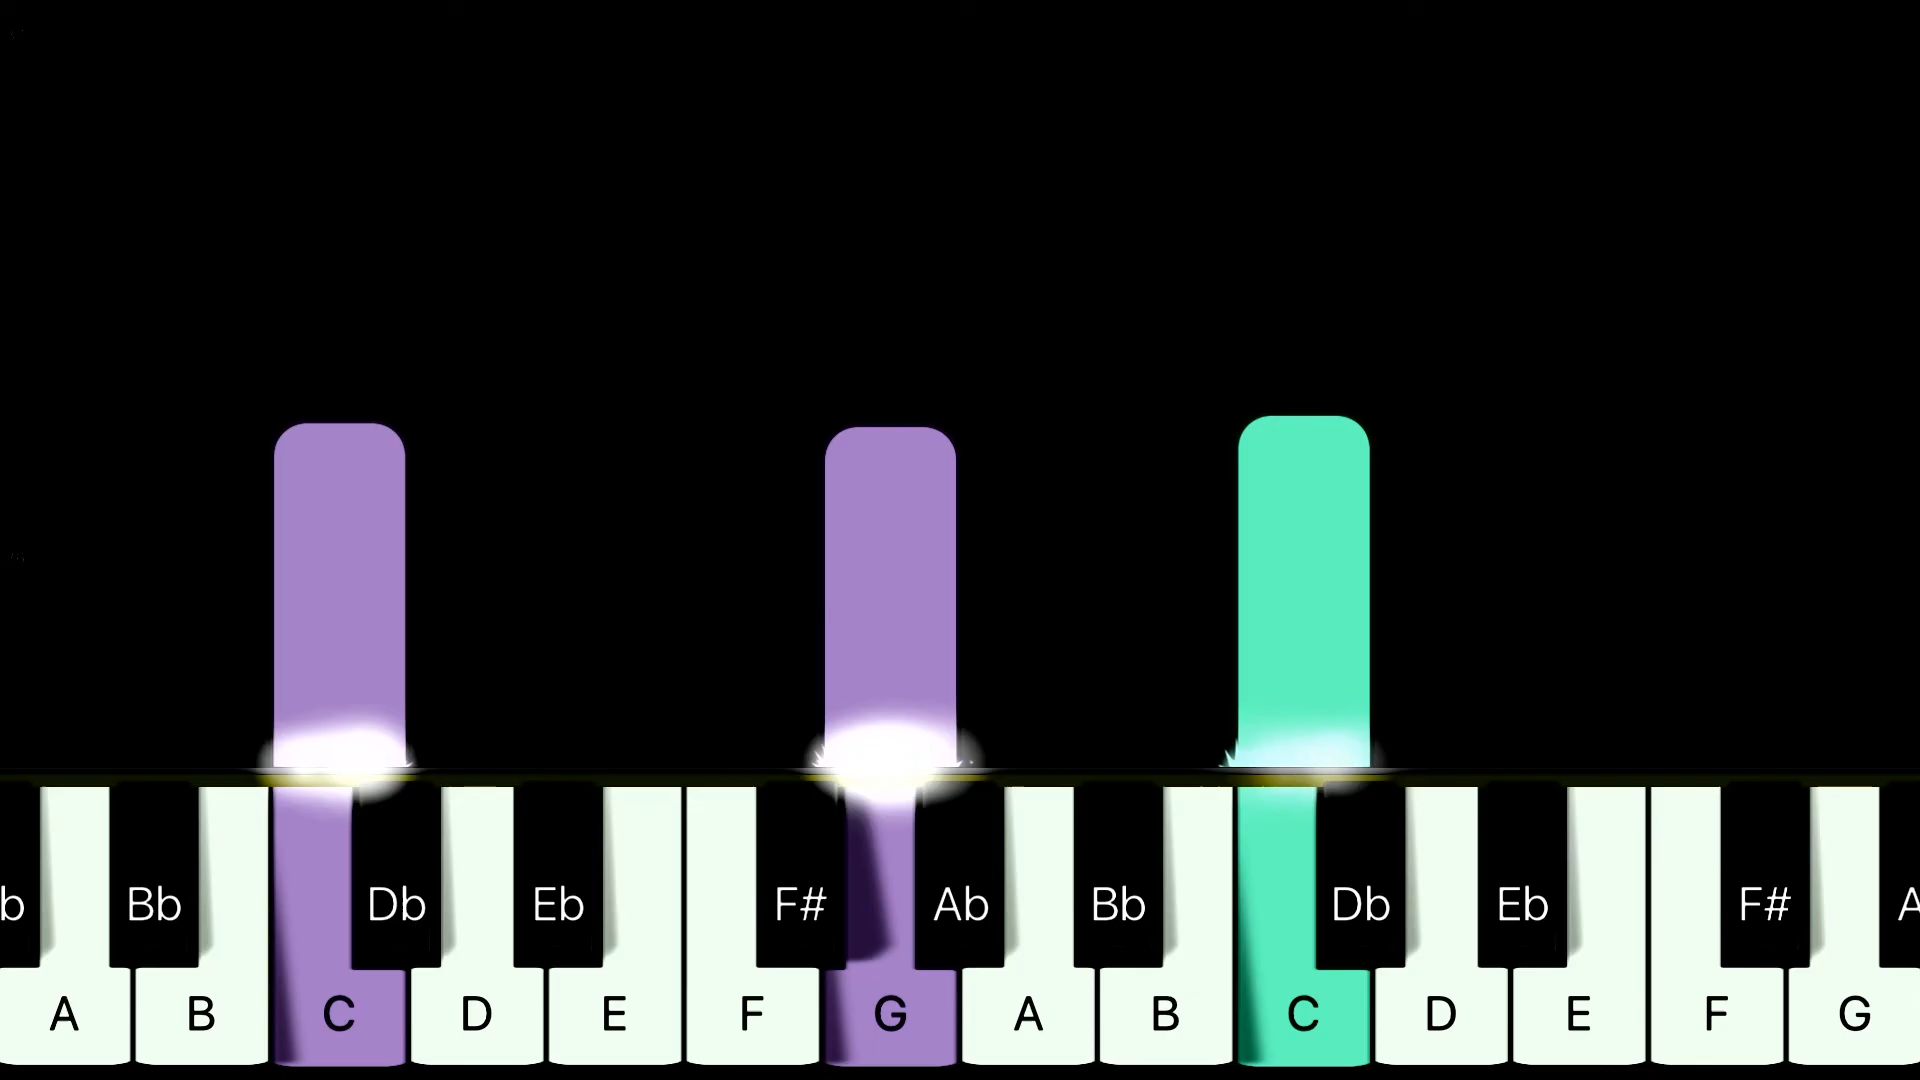 b Bb Db Eb F# Ab Bb Db Eb F# A
A B C D E F G A B C D E F G